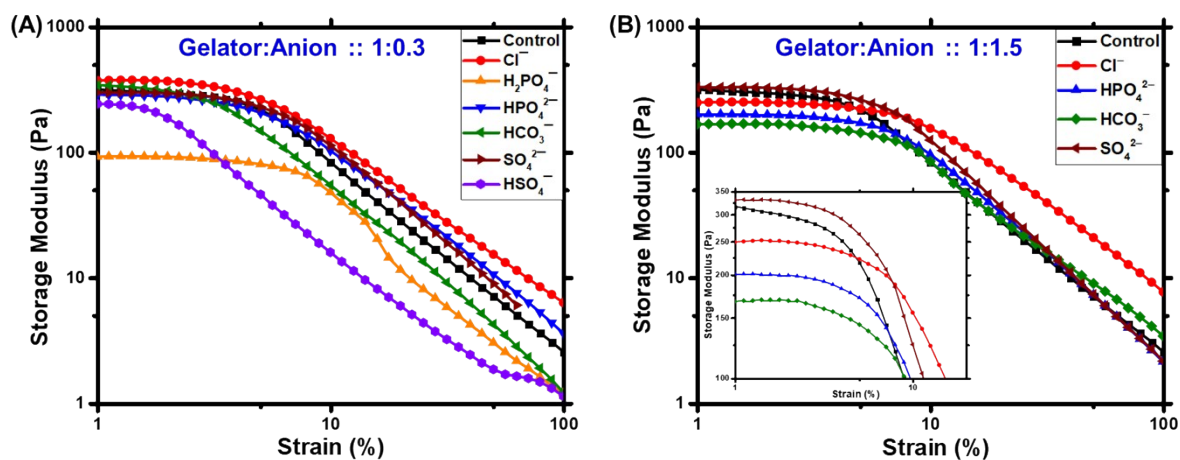 (A)
Gelator:Anion :: 1:0.3
Control
Cl⁻
H₂PO₄⁻
HPO₄²⁻
HCO₃⁻
SO₄²⁻
HSO₄⁻
1000
100
10
1
Storage Modulus (Pa)
1 10 100
Strain (%)
(B)
Gelator:Anion :: 1:1.5
Control
Cl⁻
HPO₄²⁻
HCO₃⁻
SO₄²⁻
1000
100
10
1
Storage Modulus (Pa)
350
300
250
200
150
100
Storage Modulus (Pa)
1 10
Strain (%)
1 10 100
Strain (%)